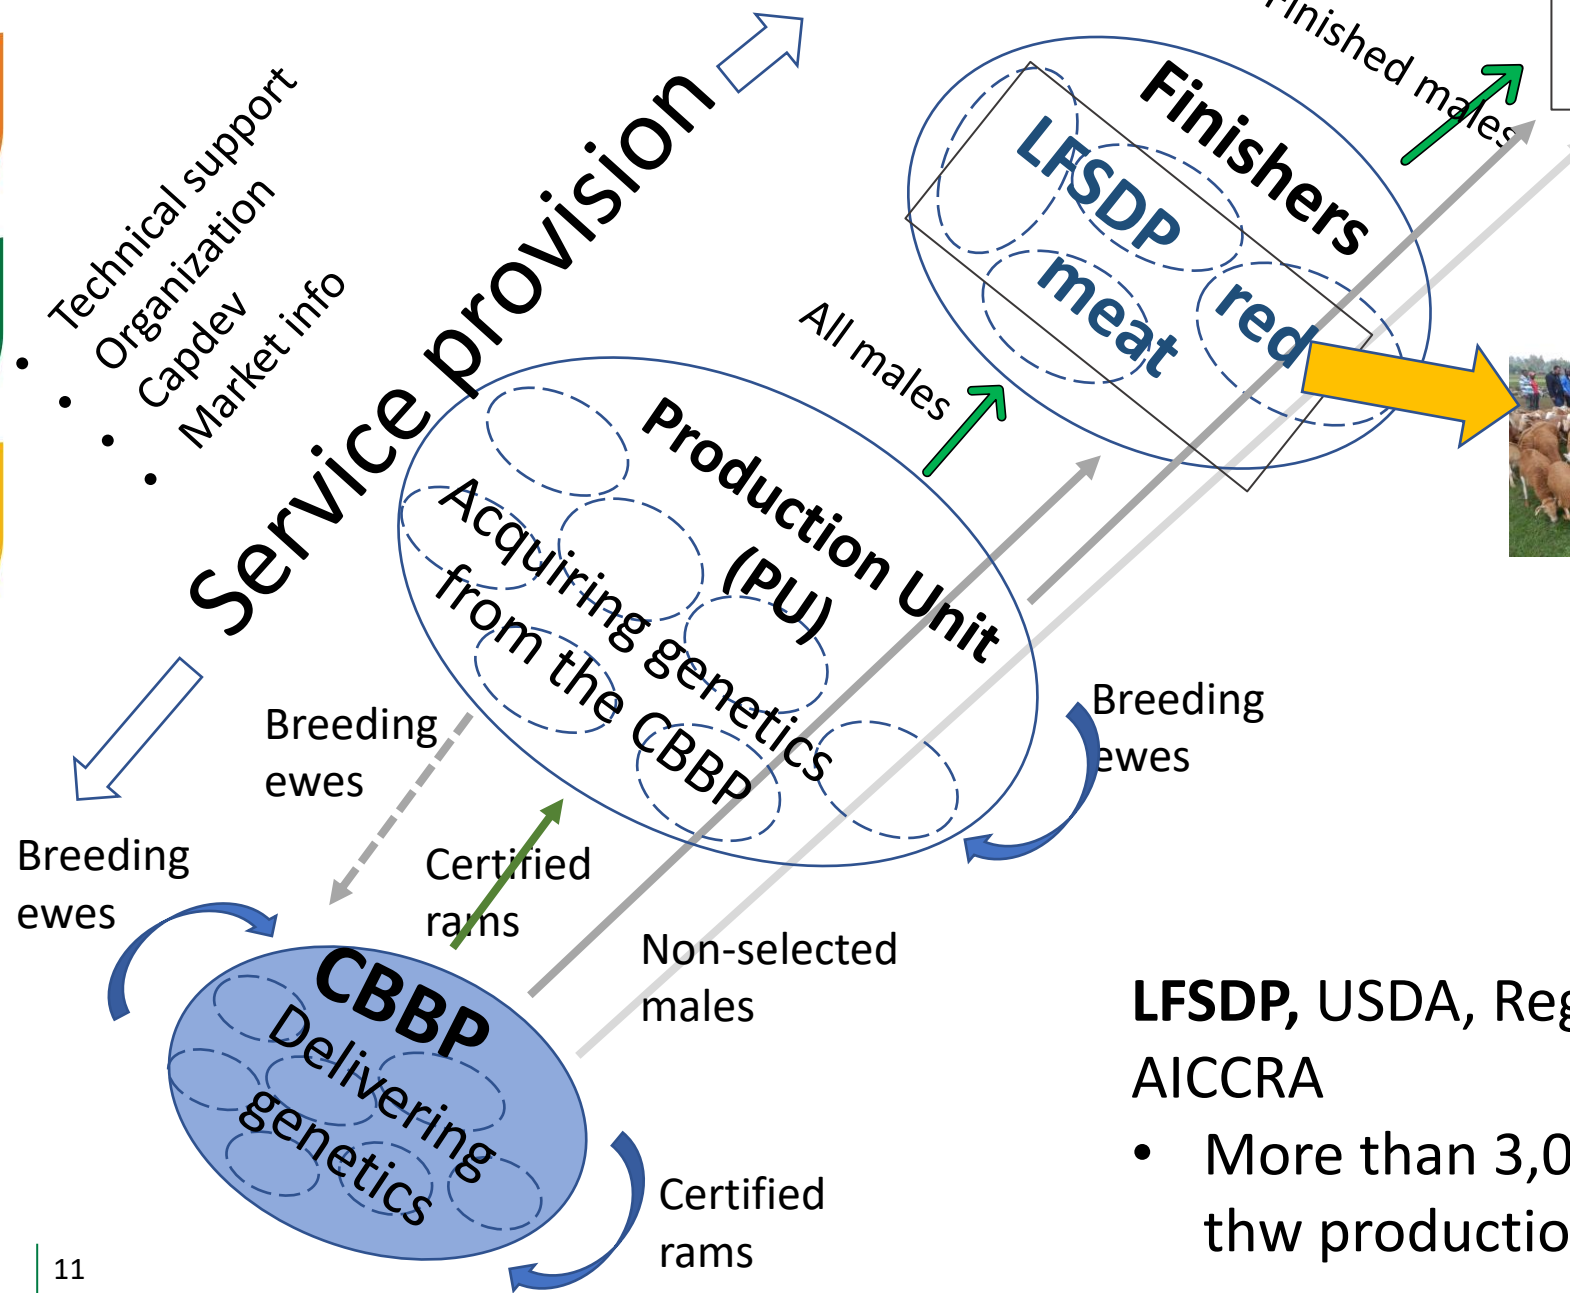 Technical support
Organization
Capdev
Market info
Service provision
Finished males
Finishers
LFSDP
red
meat
All males
Production Unit
(PU)
Acquiring genetics
from the CBBP
Breeding
ewes
Breeding
ewes
Breeding
ewes
Certified
rams
Non-selected
males
CBBP
Delivering
genetics
Certified
rams
LFSDP, USDA, Reg
AICCRA
• More than 3,0
thw productio
11